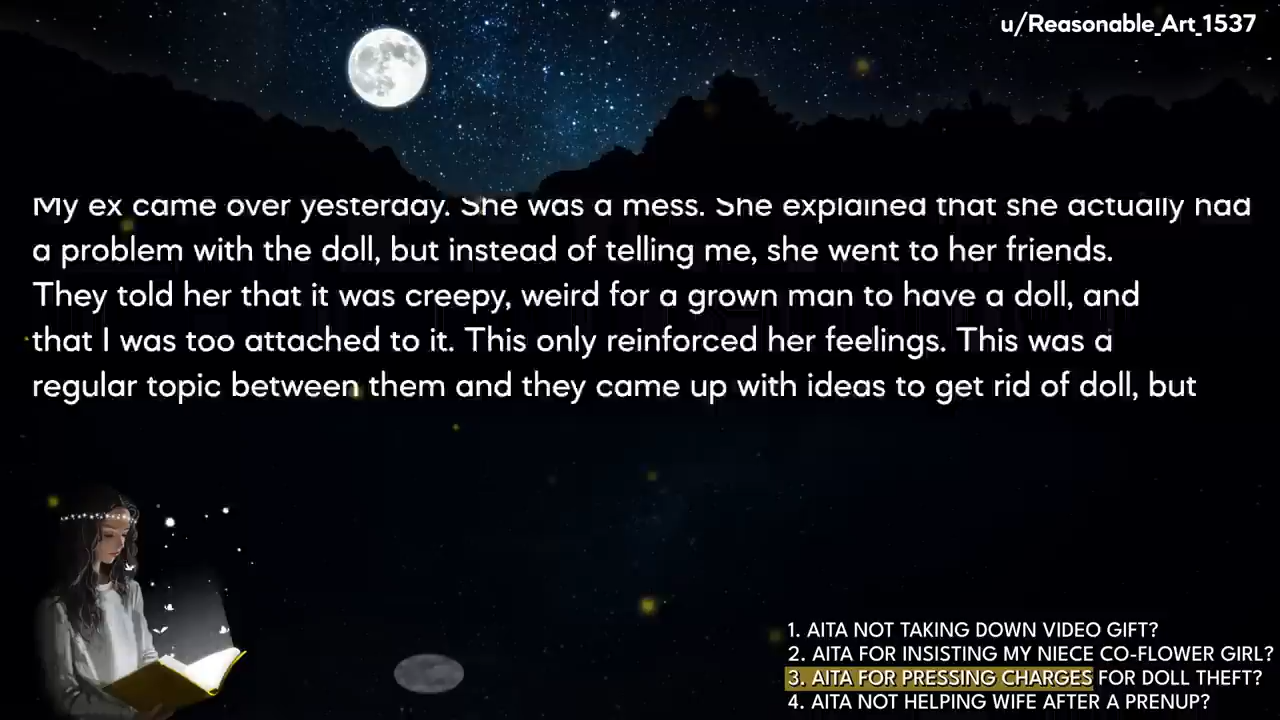 u/Reasonable_Art_1537
My ex came over yesterday. She was a mess. She explained that she actually had
a problem with the doll, but instead of telling me, she went to her friends.
They told her that it was creepy, weird for a grown man to have a doll, and
that I was too attached to it. This only reinforced her feelings. This was a
regular topic between them and they came up with ideas to get rid of doll, but
1. AITA NOT TAKING DOWN VIDEO GIFT?
2. AITA FOR INSISTING MY NIECE CO-FLOWER GIRL?
3. AITA FOR PRESSING CHARGES FOR DOLL THEFT?
4. AITA NOT HELPING WIFE AFTER A PRENUP?